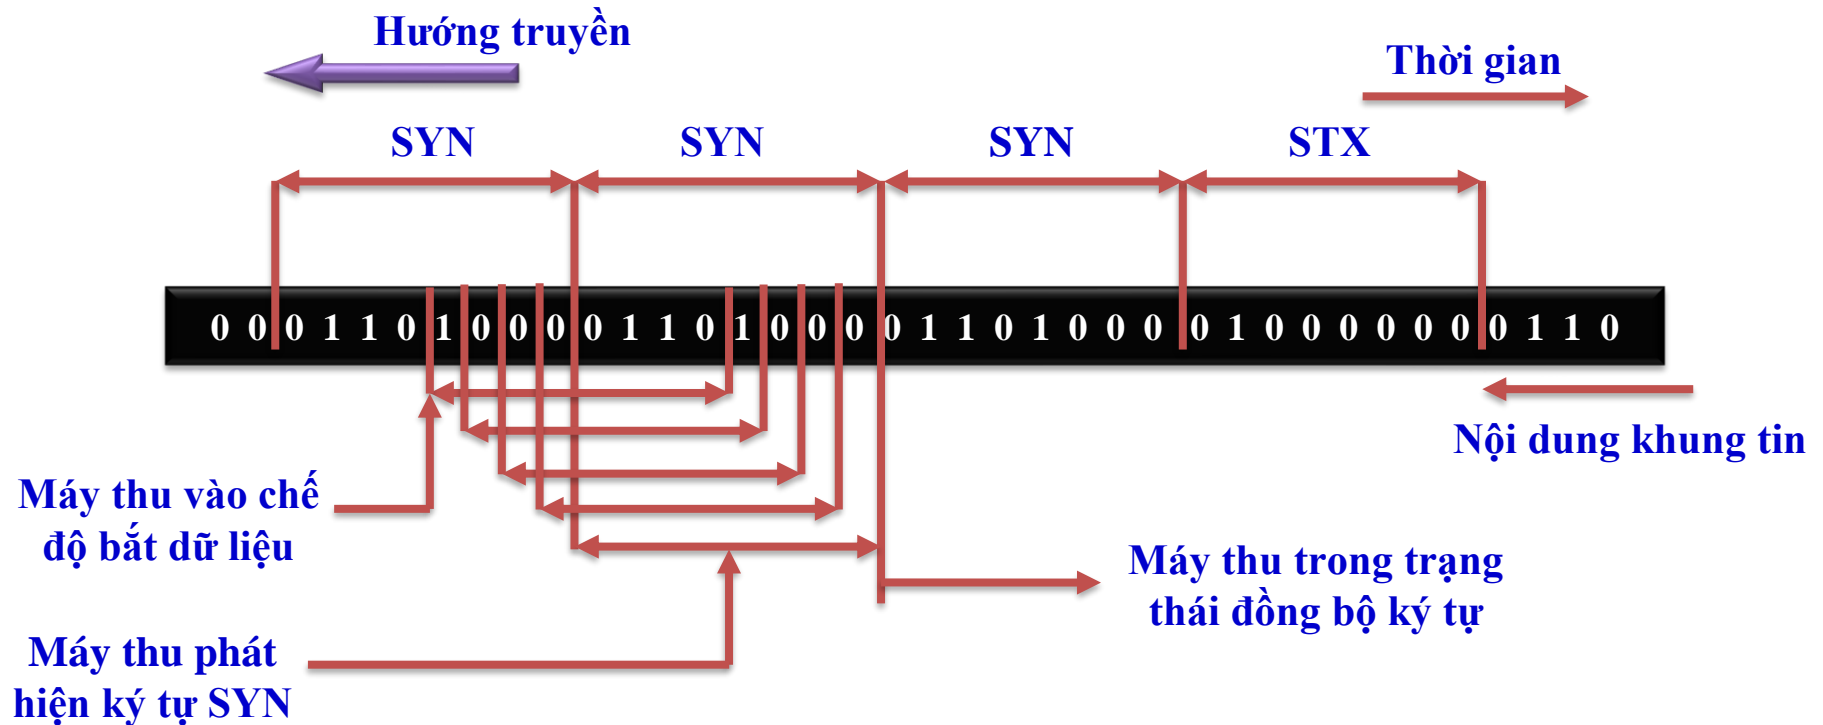 Hướng truyền
Thời gian
SYN SYN SYN STX
0 0 0 1 1 0 1 0 0 0 0 1 1 0 1 0 0 0 0 1 1 0 1 0 0 0 0 1 0 0 0 0 0 0 0 1 1 0
Nội dung khung tin
Máy thu vào chế
độ bắt dữ liệu
Máy thu trong trạng
thái đồng bộ ký tự
Máy thu phát
hiện ký tự SYN